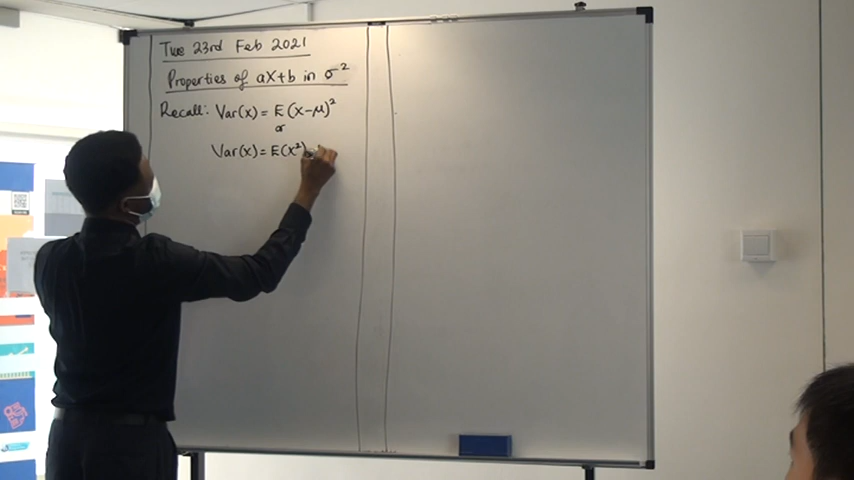 Tue 23rd Feb 2021
Properties of aX+b in σ²
Recall: Var(x) = E(x-μ)²
or
Var(x) = E(x²)